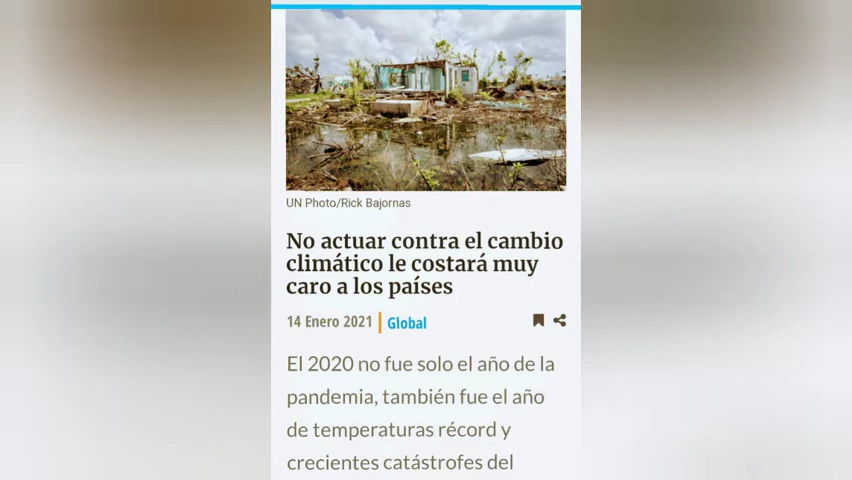 UN Photo/Rick Bajornas
No actuar contra el cambio
climático le costará muy
caro a los países
14 Enero 2021 | Global
El 2020 no fue solo el año de la
pandemia, también fue el año
de temperaturas récord y
crecientes catástrofes del